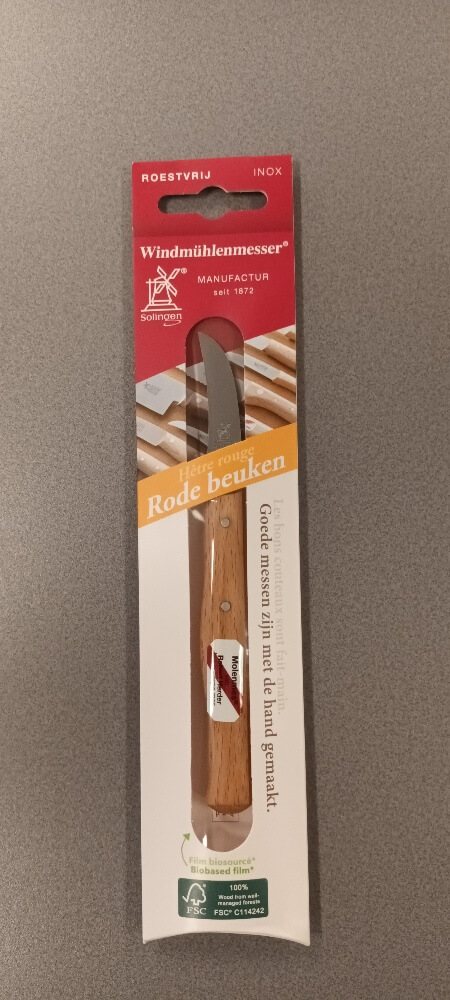 ROESTVRIJ
INOX
Windmühlenmesser®
MANUFACTUR
seit 1872
Solingen
Hêtre rouge
Rode beuken
Les bons couteaux sont fait main
Goede messen zijn met de hand gemaakt.
Film biosourcé*
Biobased film*
FSC
100%
Wood from well-
managed forests
FSC® C114242